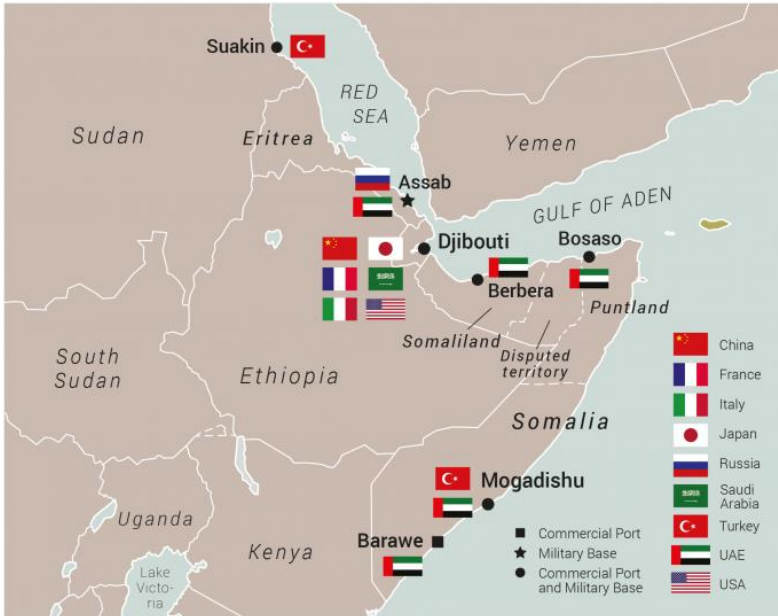 Suakin
RED
SEA
Sudan
Eritrea
Yemen
Assab
GULF OF ADEN
Djibouti
Bosaso
Berbera
Puntland
Somaliland
Disputed
territory
South
Sudan
Ethiopia
Somalia
Mogadishu
Uganda
Kenya
Barawe
Lake
Victo-
ria
China
France
Italy
Japan
Russia
Saudi
Arabia
Turkey
UAE
USA
Commercial Port
Military Base
Commercial Port
and Military Base